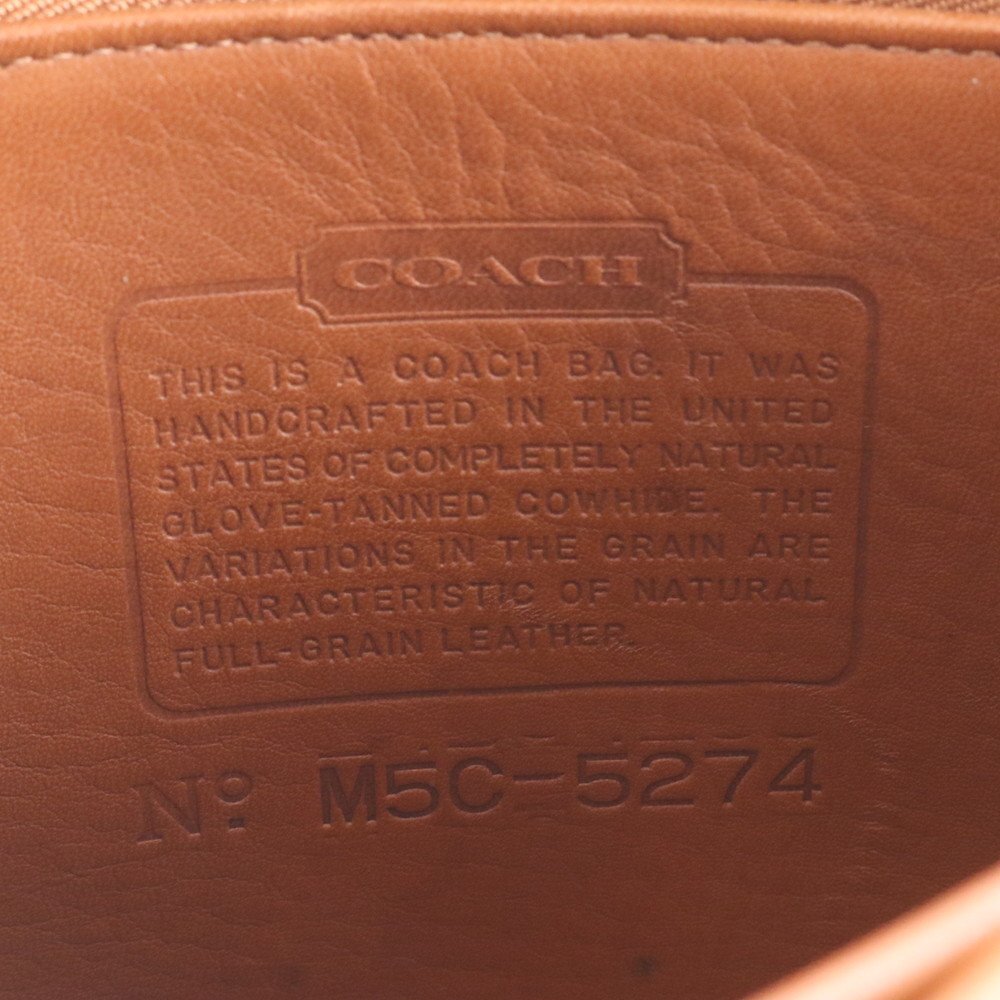 COACH
THIS IS A COACH BAG. IT WAS
HANDCRAFTED IN THE UNITED
STATES OF COMPLETELY NATURAL
GLOVE-TANNED COWHIDE. THE
VARIATIONS IN THE GRAIN ARE
CHARACTERISTIC OF NATURAL
FULL-GRAIN LEATHER.
Nº. M5C-5274